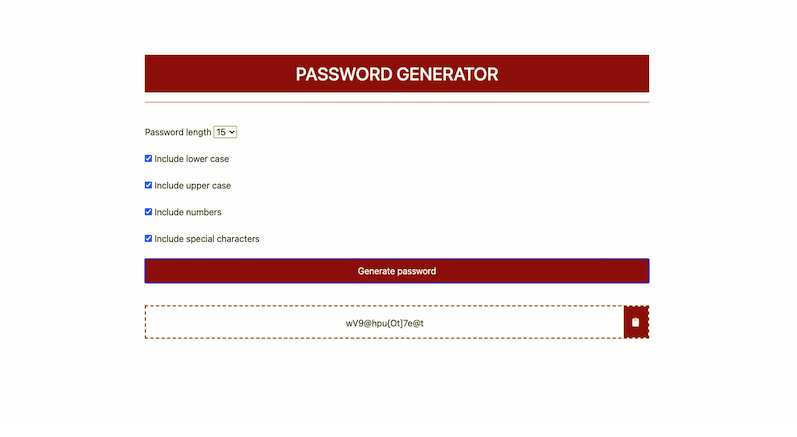 PASSWORD GENERATOR
Password length 15
Include lower case
Include upper case
Include numbers
Include special characters
Generate password
wV9@hpu{Ot]7e@t